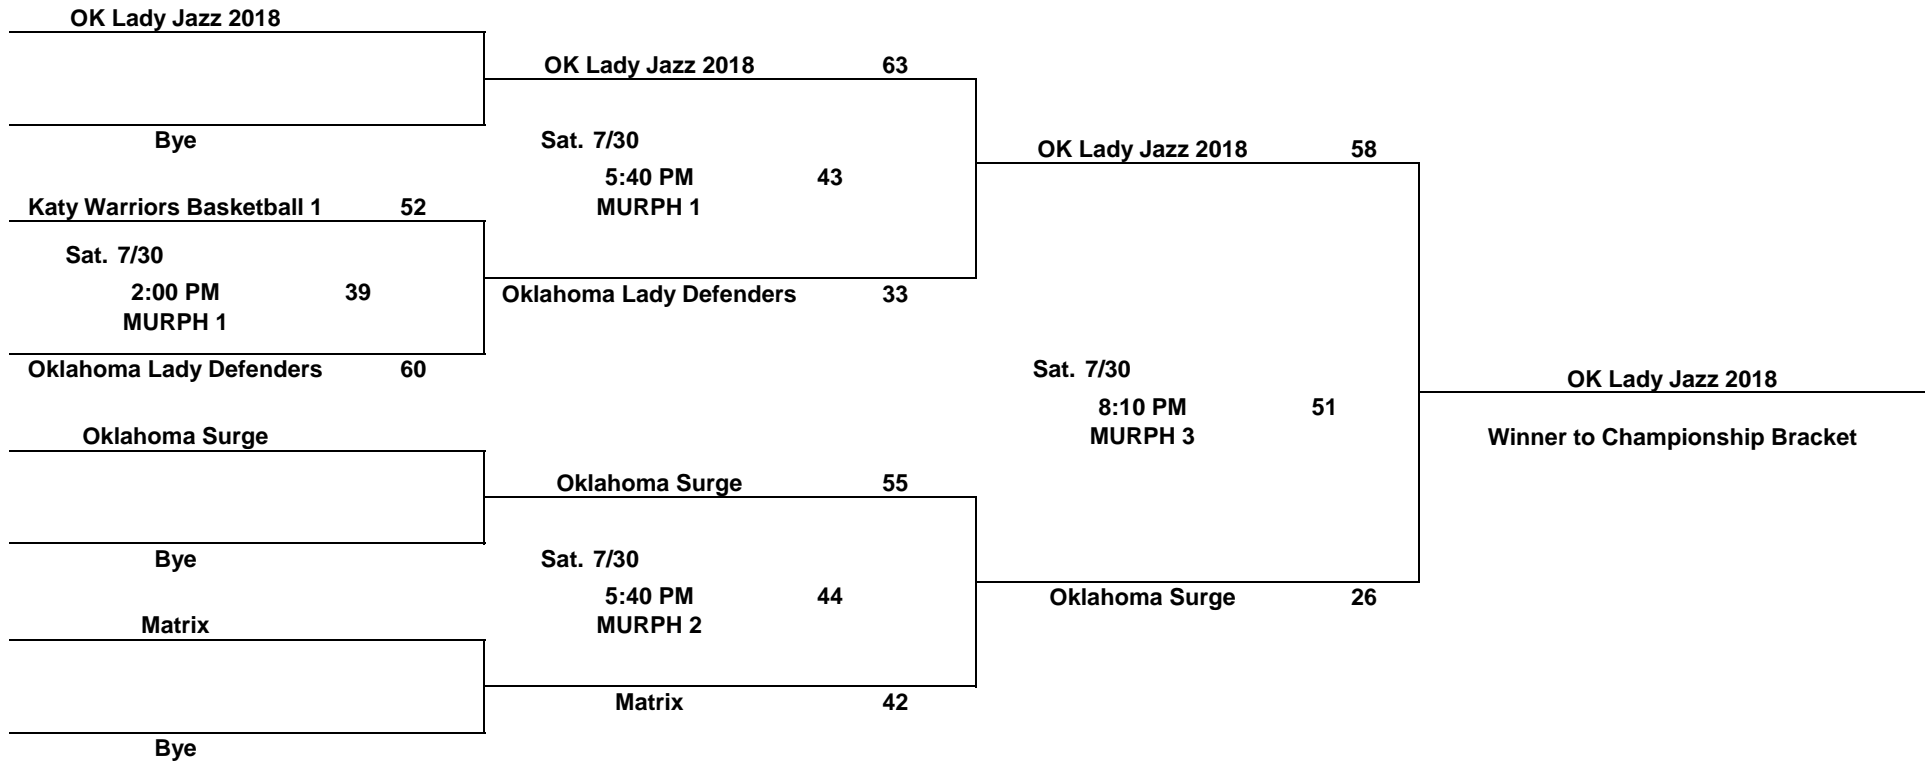 OK Lady Jazz 2018
Bye
Katy Warriors Basketball 1 52
Sat. 7/30
2:00 PM 39
MURPH 1
Oklahoma Lady Defenders 60
Oklahoma Surge
Bye
Matrix
Bye
OK Lady Jazz 2018 63
Sat. 7/30
5:40 PM 43
MURPH 1
Oklahoma Lady Defenders 33
Oklahoma Surge 55
Sat. 7/30
5:40 PM 44
MURPH 2
Matrix 42
OK Lady Jazz 2018 58
Sat. 7/30
8:10 PM 51
MURPH 3
Oklahoma Surge 26
OK Lady Jazz 2018
Winner to Championship Bracket